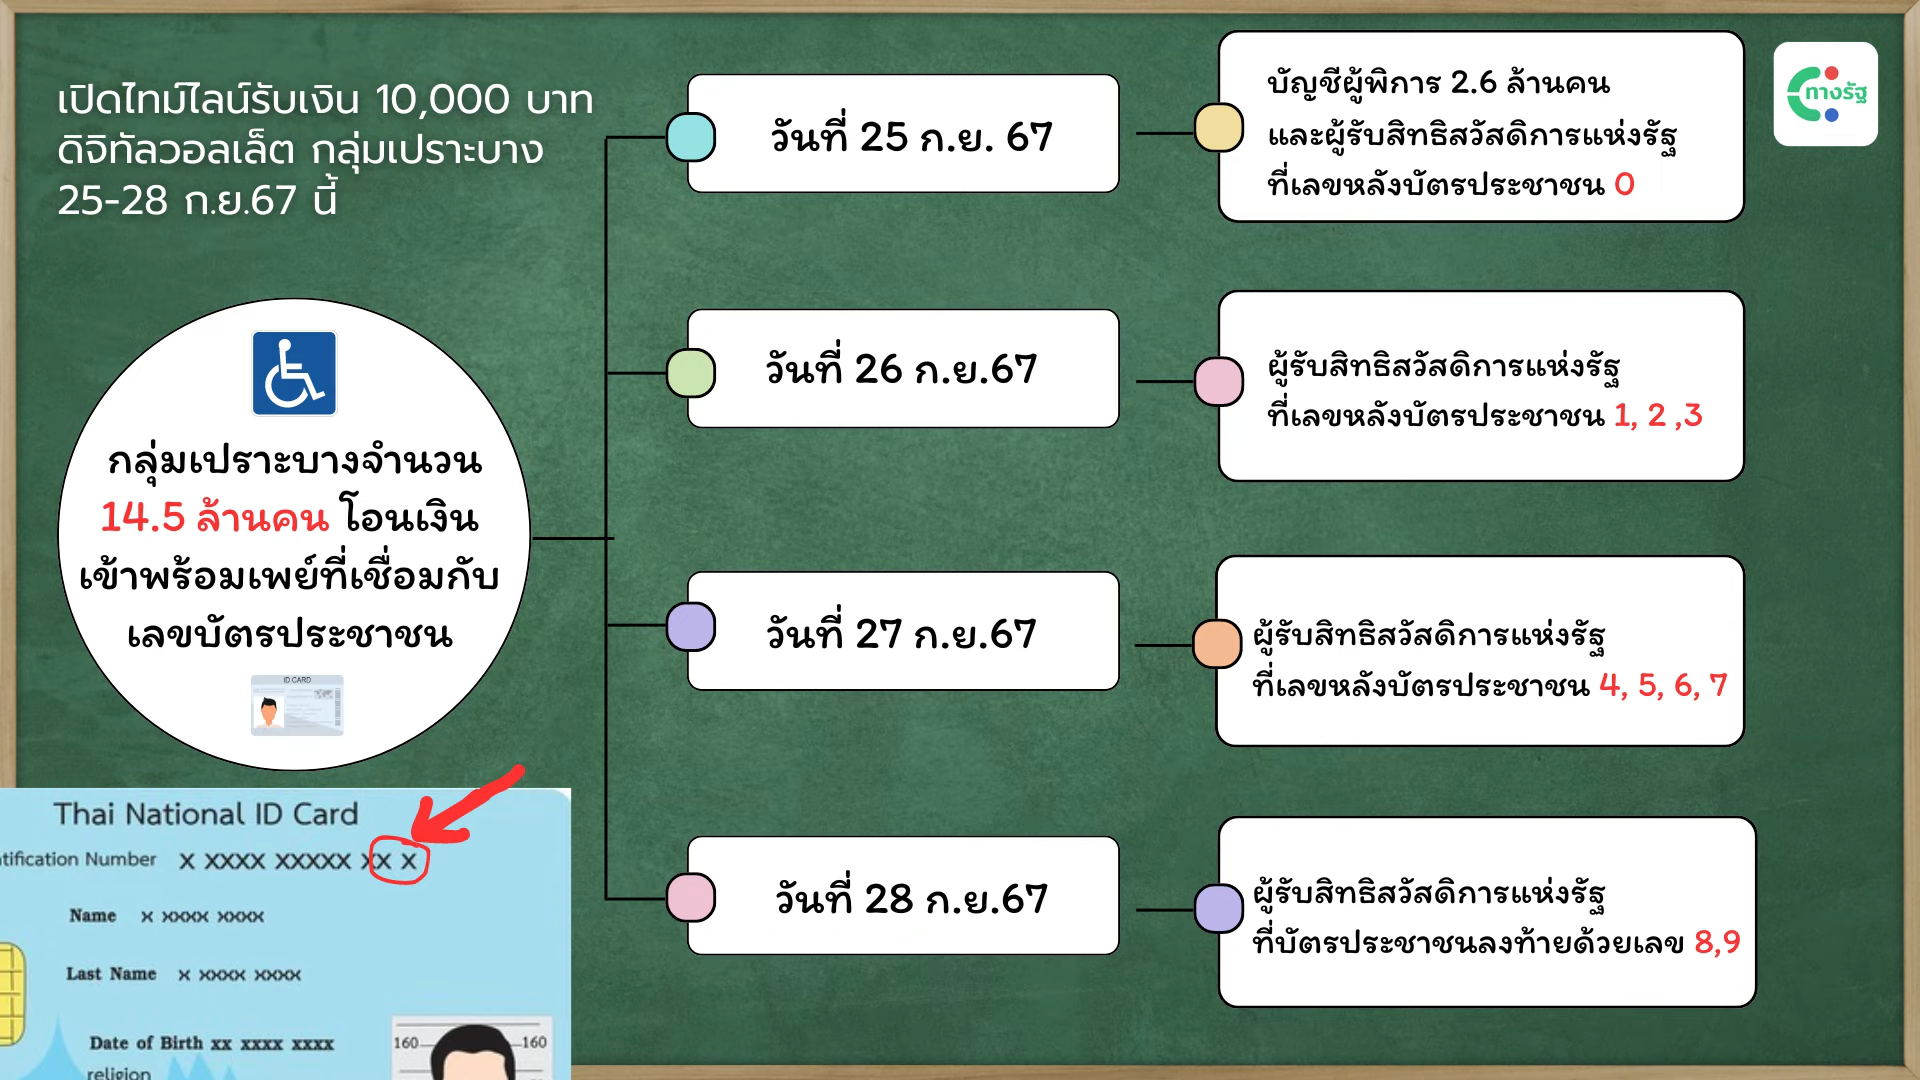 เปิดไทม์ไลน์รับเงิน 10,000 บาท
ดิจิทัลวอลเล็ต กลุ่มเปราะบาง
25-28 ก.ย.67 นี้
กลุ่มเปราะบางจำนวน
14.5 ล้านคน โอนเงิน
เข้าพร้อมเพย์ที่เชื่อมกับ
เลขบัตรประชาชน
ID CARD
วันที่ 25 ก.ย. 67
บัญชีผู้พิการ 2.6 ล้านคน
และผู้รับสิทธิสวัสดิการแห่งรัฐ
ที่เลขหลังบัตรประชาชน 0
วันที่ 26 ก.ย.67
ผู้รับสิทธิสวัสดิการแห่งรัฐ
ที่เลขหลังบัตรประชาชน 1, 2 ,3
วันที่ 27 ก.ย.67
ผู้รับสิทธิสวัสดิการแห่งรัฐ
ที่เลขหลังบัตรประชาชน 4, 5, 6, 7
วันที่ 28 ก.ย.67
ผู้รับสิทธิสวัสดิการแห่งรัฐ
ที่บัตรประชาชนลงท้ายด้วยเลข 8,9
ทางรัฐ
Thai National ID Card
ntification Number X XXXX XXXXX XX X
Name X XXXX XXXX
Last Name X XXXX XXXX
Date of Birth xx xxxx xxxx
religion
160 160